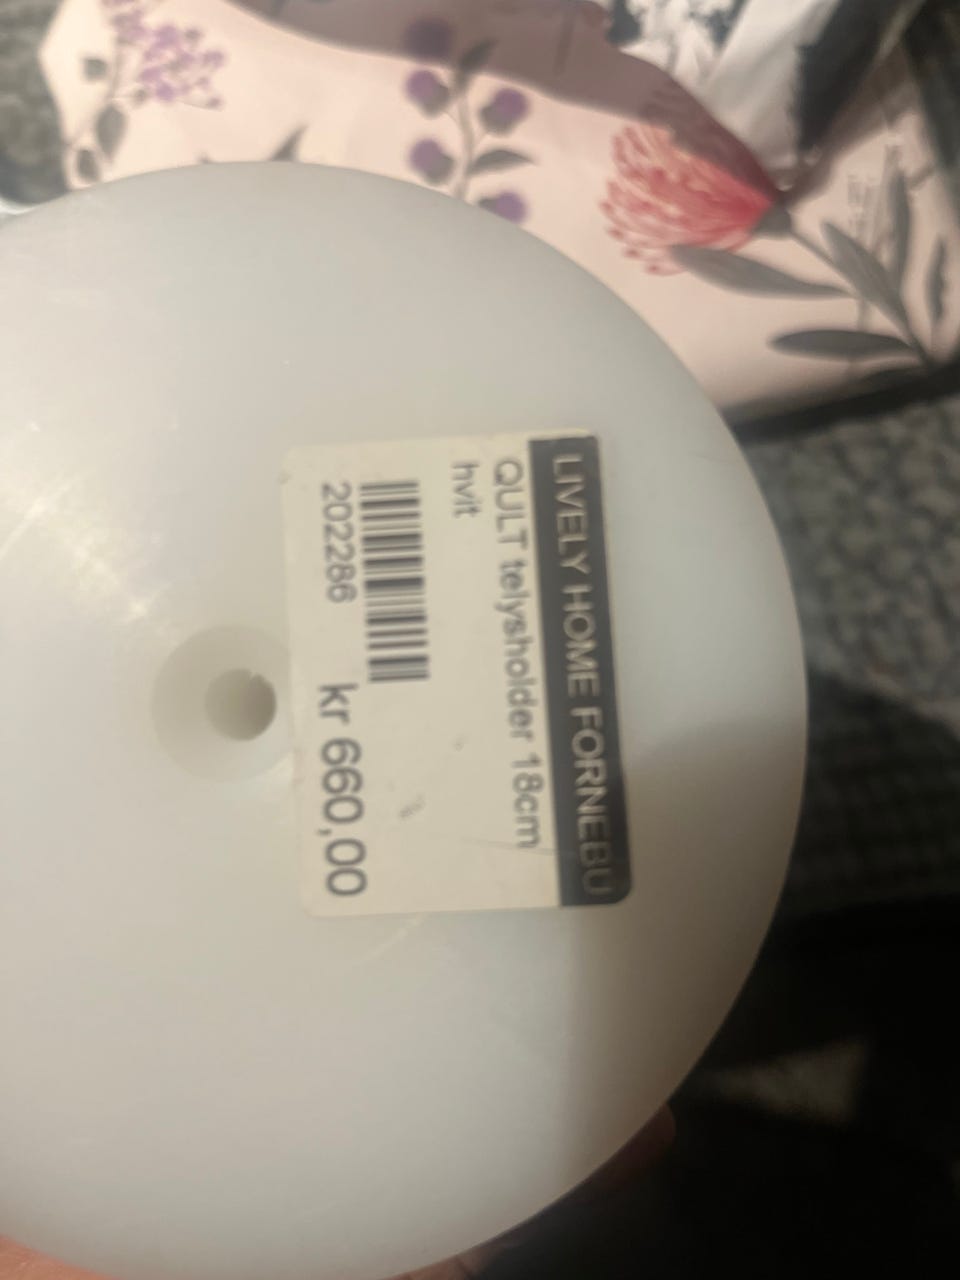 LIVELY HOME FORNEBU
QULT telysholder 18cm
hvit
202286 kr 660,00